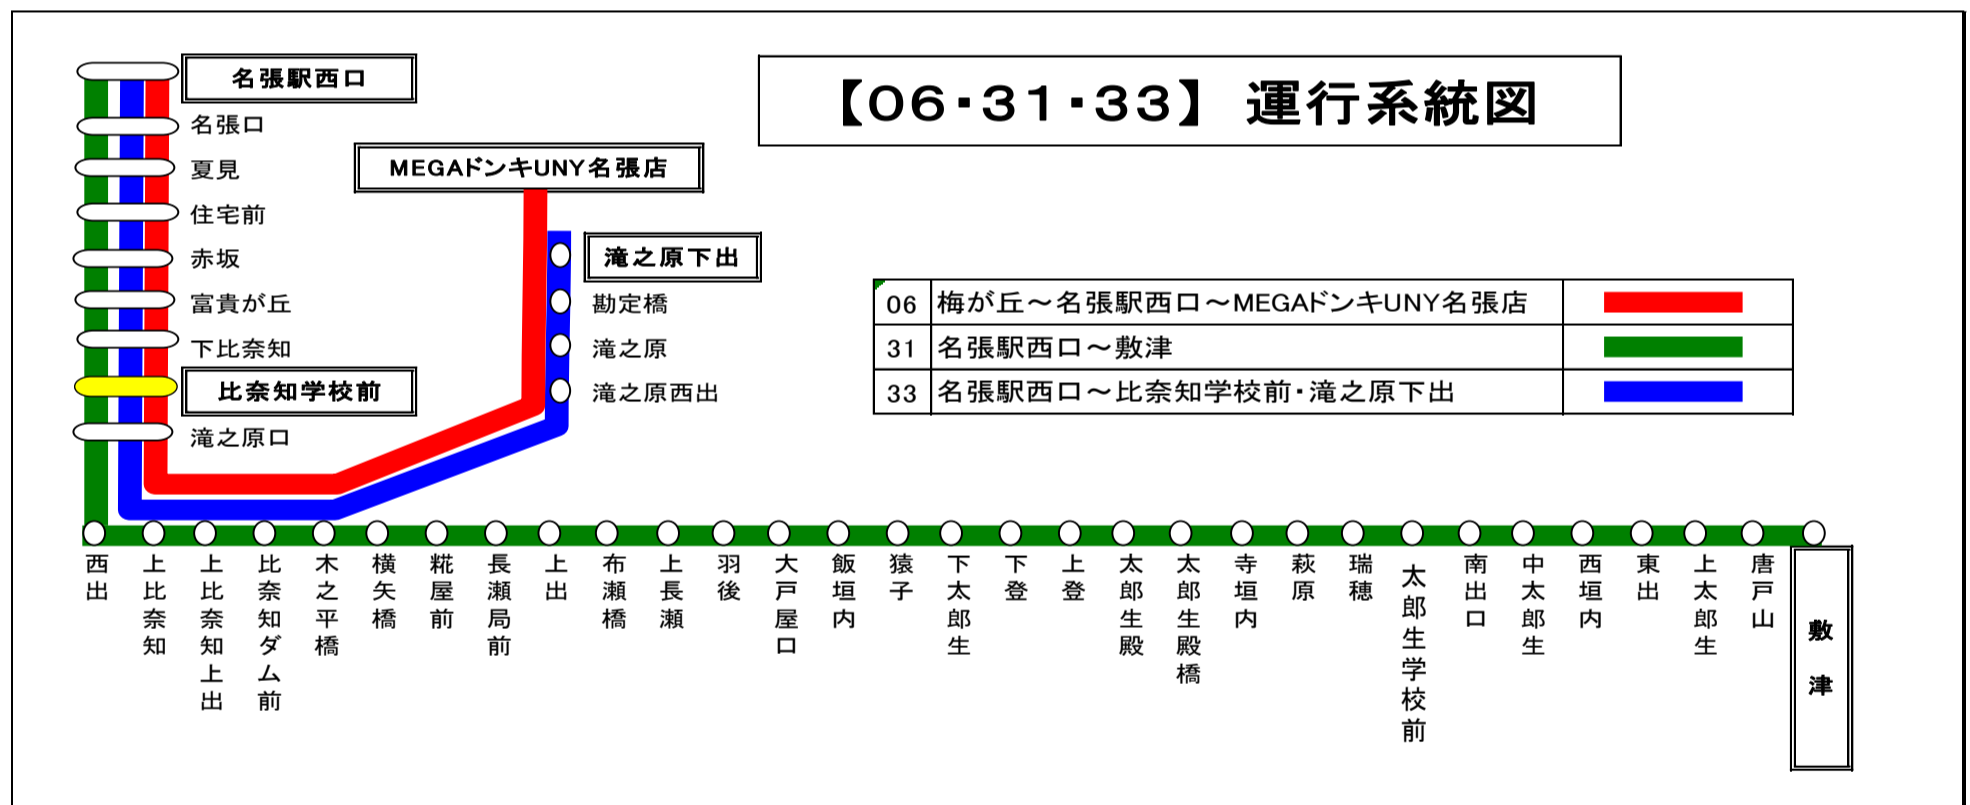 【06・31・33】 運行系統図
名張駅西口
名張口
夏見
住宅前
赤坂
富貴が丘
下比奈知
比奈知学校前
滝之原口
MEGAドンキUNY名張店
滝之原下出
勘定橋
滝之原
滝之原西出
06 梅が丘～名張駅西口～MEGAドンキUNY名張店
31 名張駅西口～敷津
33 名張駅西口～比奈知学校前・滝之原下出
西出
上比奈知
上比奈知上出
比奈知ダム前
木之平橋
横矢橋
糀屋前
長瀬局前
上出
布瀬橋
上長瀬
羽後
大戸屋口
飯垣内
猿子
下太郎生
下登
上登
太郎生殿
太郎生殿橋
寺垣内
萩原
瑞穂
太郎生学校前
南出口
中太郎生
西垣内
東出
上太郎生
唐戸山
敷津